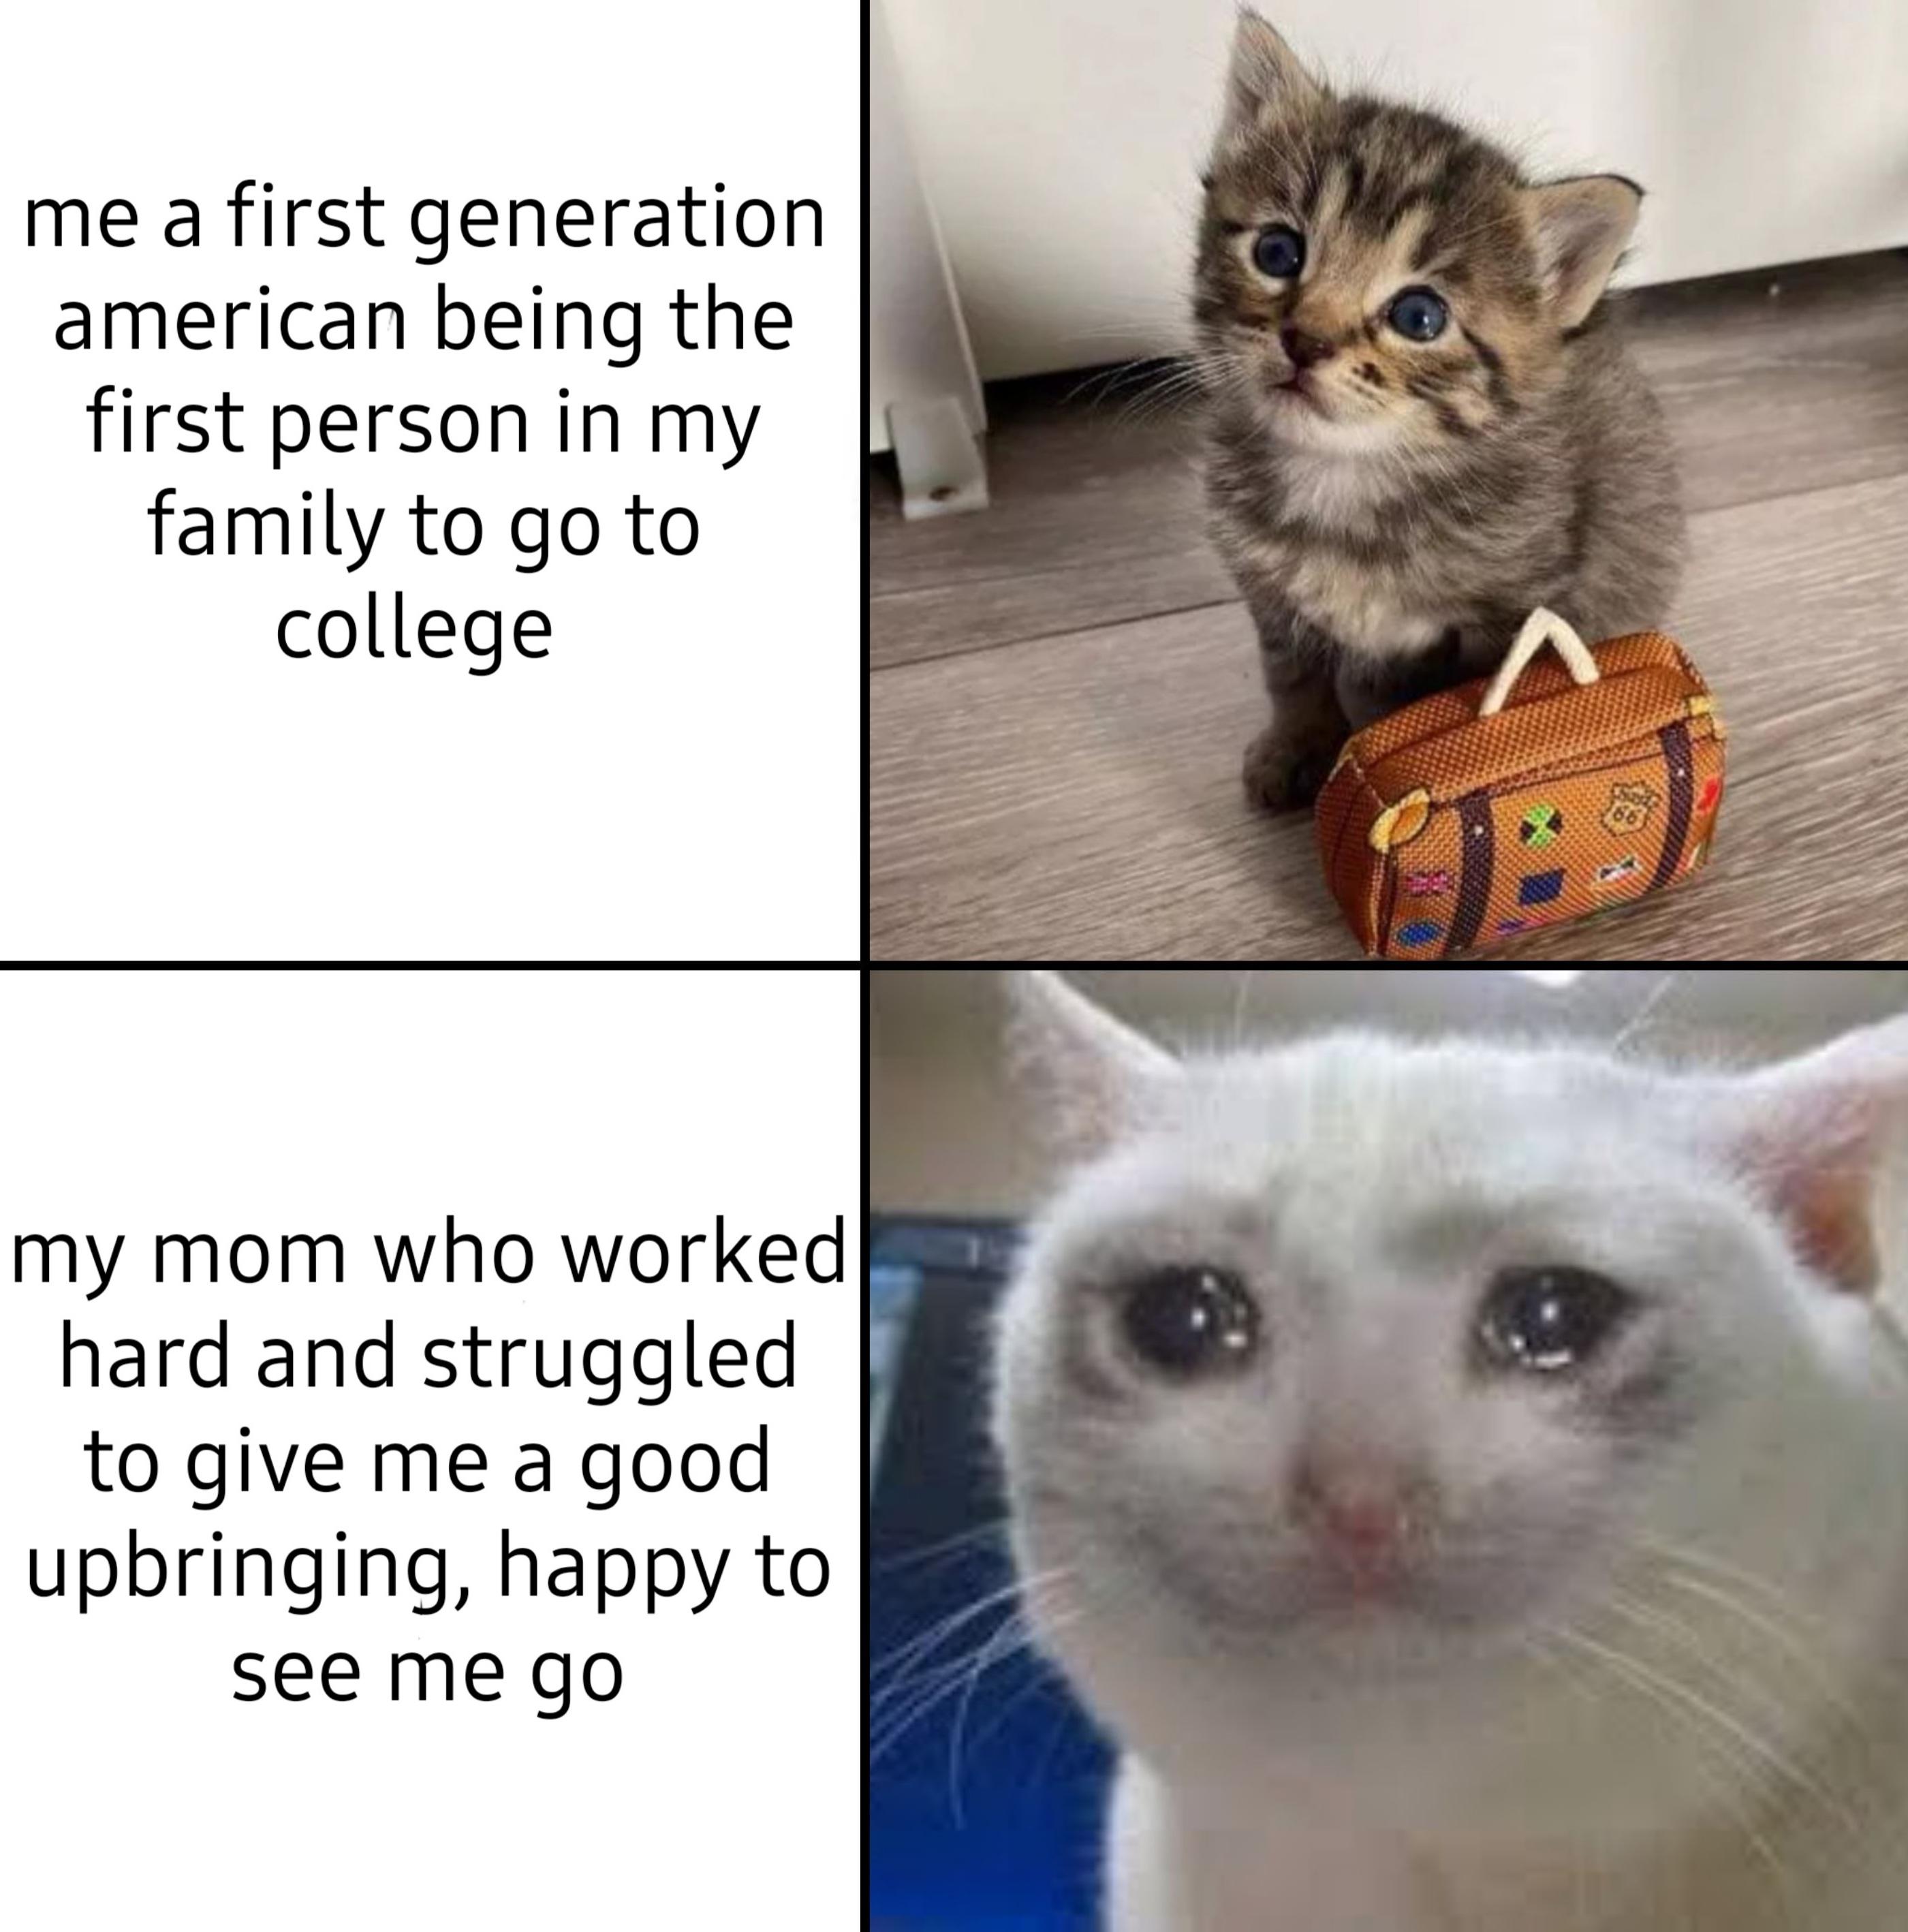 me a first generation
american being the
first person in my
family to go to
college
66
my mom who worked
hard and struggled
to give me a good
upbringing, happy to
see me go